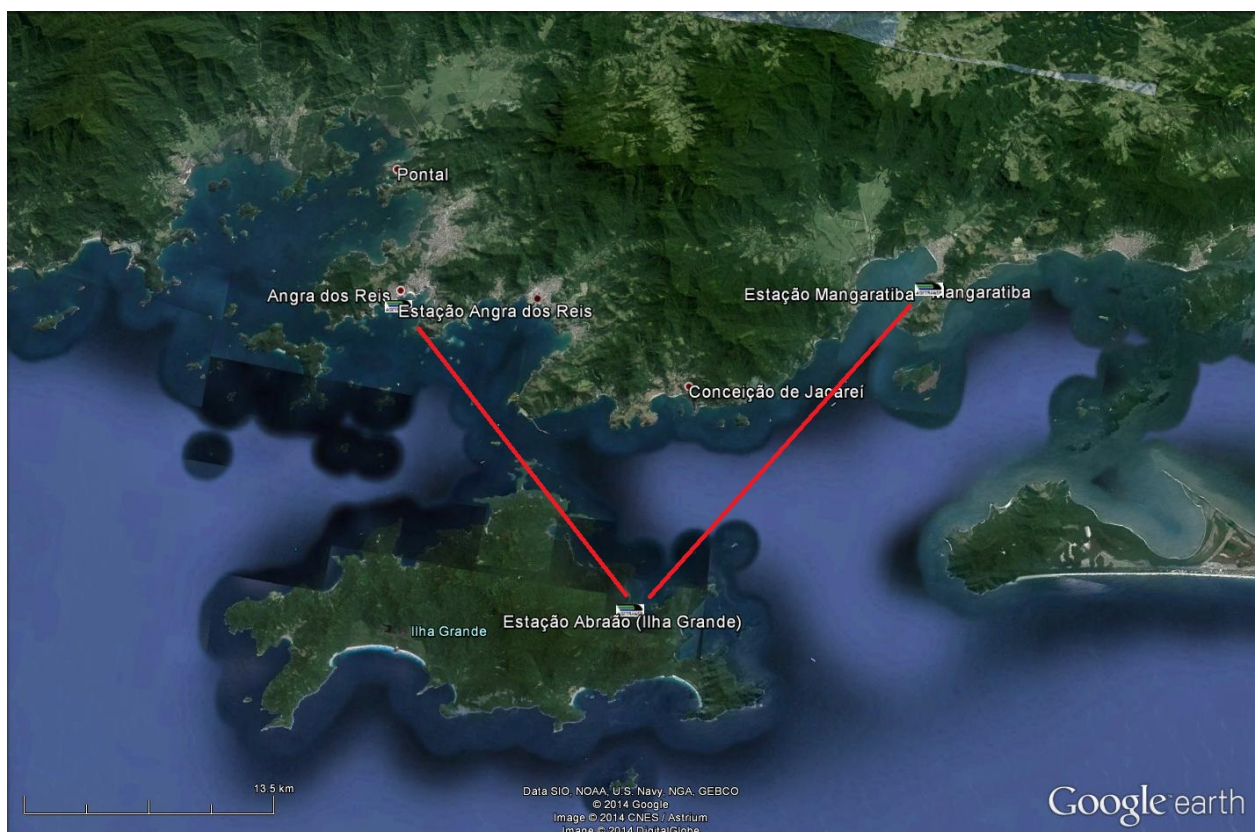 Pontal
Angra dos Reis
Estação Angra dos Reis
Estação Mangaratiba
Mangaratiba
Conceição de Jacareí
Estação Abraão (Ilha Grande)
Ilha Grande
13.5 km
Data SIO, NOAA, U.S. Navy, NGA, GEBCO
© 2014 Google
Image © 2014 CNES / Astrium
Image © 2014 DigitalGlobe
Google earth